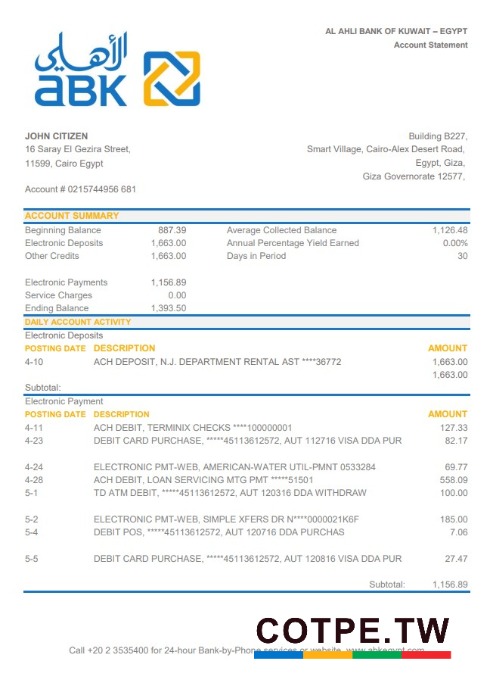 AL AHLI BANK OF KUWAIT – EGYPT
Account Statement
الأهلي
aBK
JOHN CITIZEN
16 Saray El Gezira Street,
11599, Cairo Egypt
Account # 0215744956 681
Building B227,
Smart Village, Cairo-Alex Desert Road,
Egypt, Giza,
Giza Governorate 12577,
ACCOUNT SUMMARY
Beginning Balance 887.39 Average Collected Balance 1,126.48
Electronic Deposits 1,663.00 Annual Percentage Yield Earned 0.00%
Other Credits 1,663.00 Days in Period 30
Electronic Payments 1,156.89
Service Charges 0.00
Ending Balance 1,393.50
DAILY ACCOUNT ACTIVITY
Electronic Deposits
POSTING DATE DESCRIPTION AMOUNT
4-10 ACH DEPOSIT, N.J. DEPARTMENT RENTAL AST ****36772 1,663.00
1,663.00
Subtotal:
Electronic Payment
POSTING DATE DESCRIPTION AMOUNT
4-11 ACH DEBIT, TERMINIX CHECKS ****100000001 127.33
4-23 DEBIT CARD PURCHASE, *****45113612572, AUT 112716 VISA DDA PUR 82.17
4-24 ELECTRONIC PMT-WEB, AMERICAN-WATER UTIL-PMNT 0533284 69.77
4-28 ACH DEBIT, LOAN SERVICING MTG PMT *****51501 558.09
5-1 TD ATM DEBIT, *****45113612572, AUT 120316 DDA WITHDRAW 100.00
5-2 ELECTRONIC PMT-WEB, SIMPLE XFERS DR N****0000021K6F 185.00
5-4 DEBIT POS, *****45113612572, AUT 120716 DDA PURCHAS 7.06
5-5 DEBIT CARD PURCHASE, *****45113612572, AUT 120816 VISA DDA PUR 27.47
Subtotal: 1,156.89
COTPE.TW
Call +20 2 3535400 for 24-hour Bank-by-Phone services or website, www.abkegypt.com